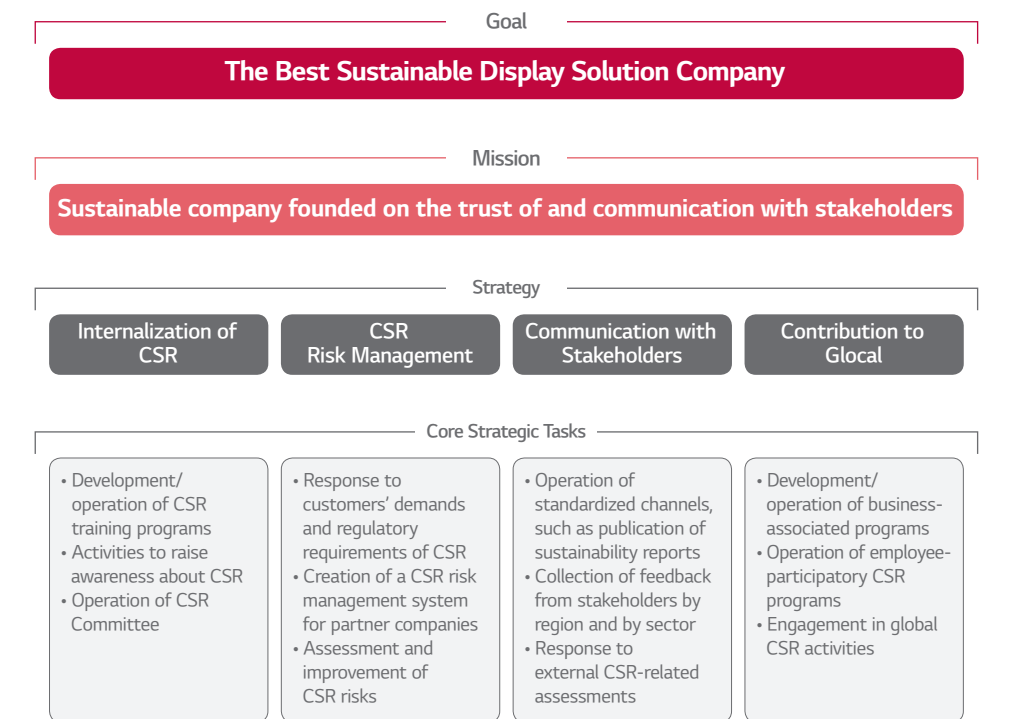 Goal
The Best Sustainable Display Solution Company
Mission
Sustainable company founded on the trust of and communication with stakeholders
Strategy
Internalization of
CSR
CSR
Risk Management
Communication with
Stakeholders
Contribution to
Glocal
Core Strategic Tasks
• Development/
operation of CSR
training programs
• Activities to raise
awareness about CSR
• Operation of CSR
Committee
• Response to
customers’ demands
and regulatory
requirements of CSR
• Creation of a CSR risk
management system
for partner companies
• Assessment and
improvement of
CSR risks
• Operation of
standardized channels,
such as publication of
sustainability reports
• Collection of feedback
from stakeholders by
region and by sector
• Response to
external CSR-related
assessments
• Development/
operation of business-
associated programs
• Operation of employee-
participatory CSR
programs
• Engagement in global
CSR activities